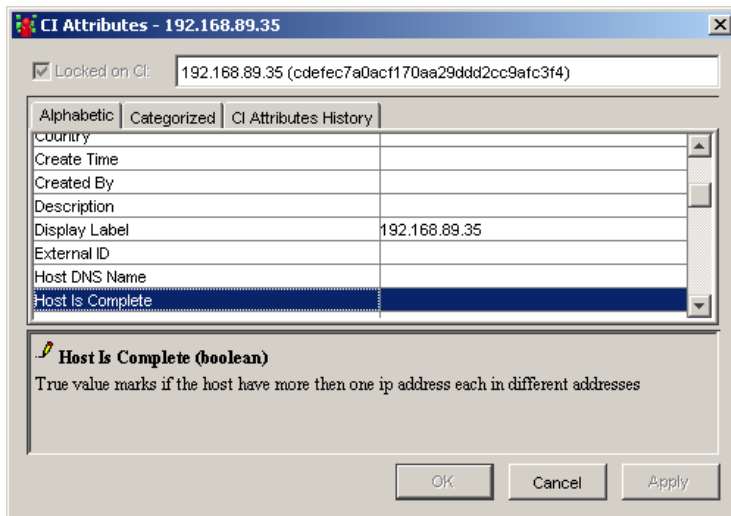 CI Attributes - 192.168.89.35
Locked on CI: 192.168.89.35 (cdefec7a0acf170aa29ddd2cc9afc3f4)
Alphabetic Categorized CI Attributes History
Country
Create Time
Created By
Description
Display Label 192.168.89.35
External ID
Host DNS Name
Host Is Complete
Host Is Complete (boolean)
True value marks if the host have more then one ip address each in different addresses
OK Cancel Apply